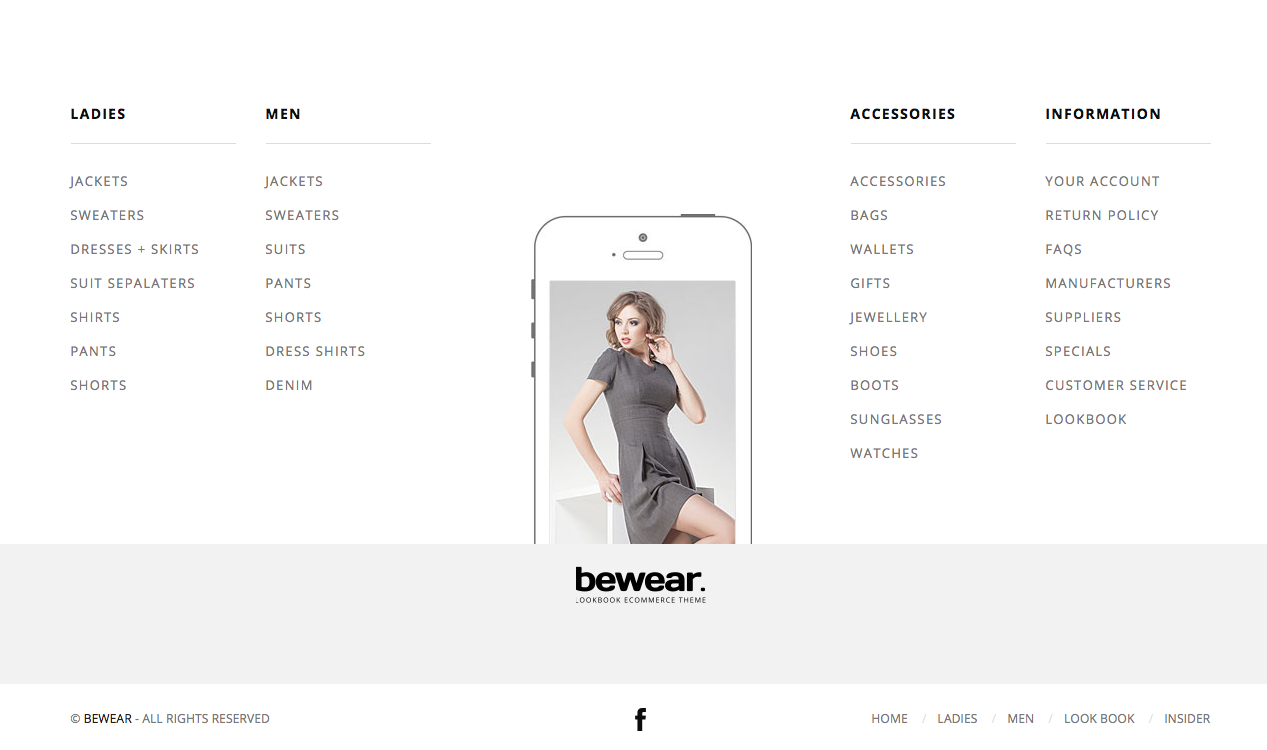 LADIES
JACKETS
SWEATERS
DRESSES + SKIRTS
SUIT SEPALATERS
SHIRTS
PANTS
SHORTS
MEN
JACKETS
SWEATERS
SUITS
PANTS
SHORTS
DRESS SHIRTS
DENIM
ACCESSORIES
ACCESSORIES
BAGS
WALLETS
GIFTS
JEWELLERY
SHOES
BOOTS
SUNGLASSES
WATCHES
INFORMATION
YOUR ACCOUNT
RETURN POLICY
FAQS
MANUFACTURERS
SUPPLIERS
SPECIALS
CUSTOMER SERVICE
LOOKBOOK
bewear.
LOOKBOOK ECOMMERCE THEME
© BEWEAR - ALL RIGHTS RESERVED
f
HOME / LADIES / MEN / LOOK BOOK / INSIDER